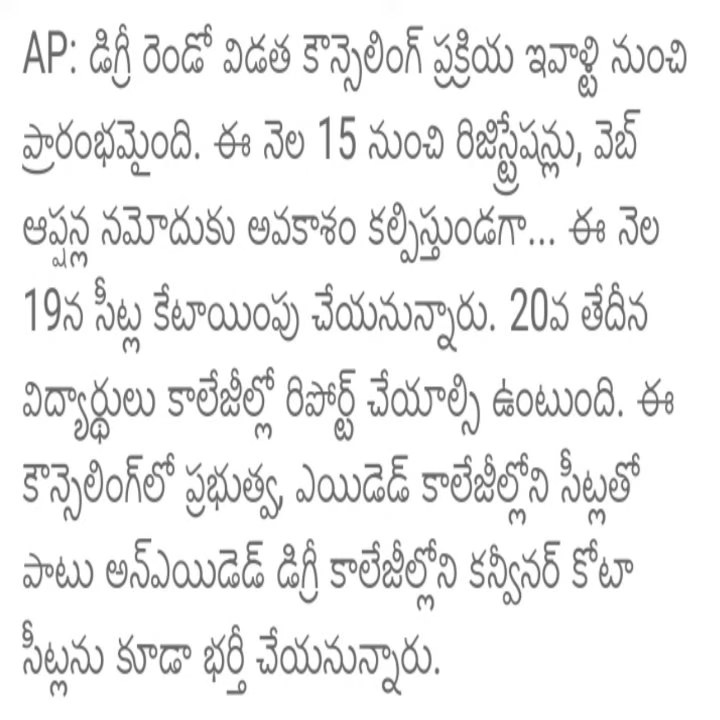 AP: డిగ్రీ రెండో విడత కౌన్సెలింగ్ ప్రక్రియ ఇవాళ్టి నుంచి
ప్రారంభమైంది. ఈ నెల 15 నుంచి రిజిస్ట్రేషన్లు, వెబ్
ఆప్షన్ల నమోదుకు అవకాశం కల్పిస్తుండగా... ఈ నెల
19న సీట్ల కేటాయింపు చేయనున్నారు. 20వ తేదీన
విద్యార్థులు కాలేజీల్లో రిపోర్ట్ చేయాల్సి ఉంటుంది. ఈ
కౌన్సెలింగ్‌లో ప్రభుత్వ, ఎయిడెడ్ కాలేజీల్లోని సీట్లతో
పాటు అన్ఎయిడెడ్ డిగ్రీ కాలేజీల్లోని కన్వీనర్ కోటా
సీట్లను కూడా భర్తీ చేయనున్నారు.